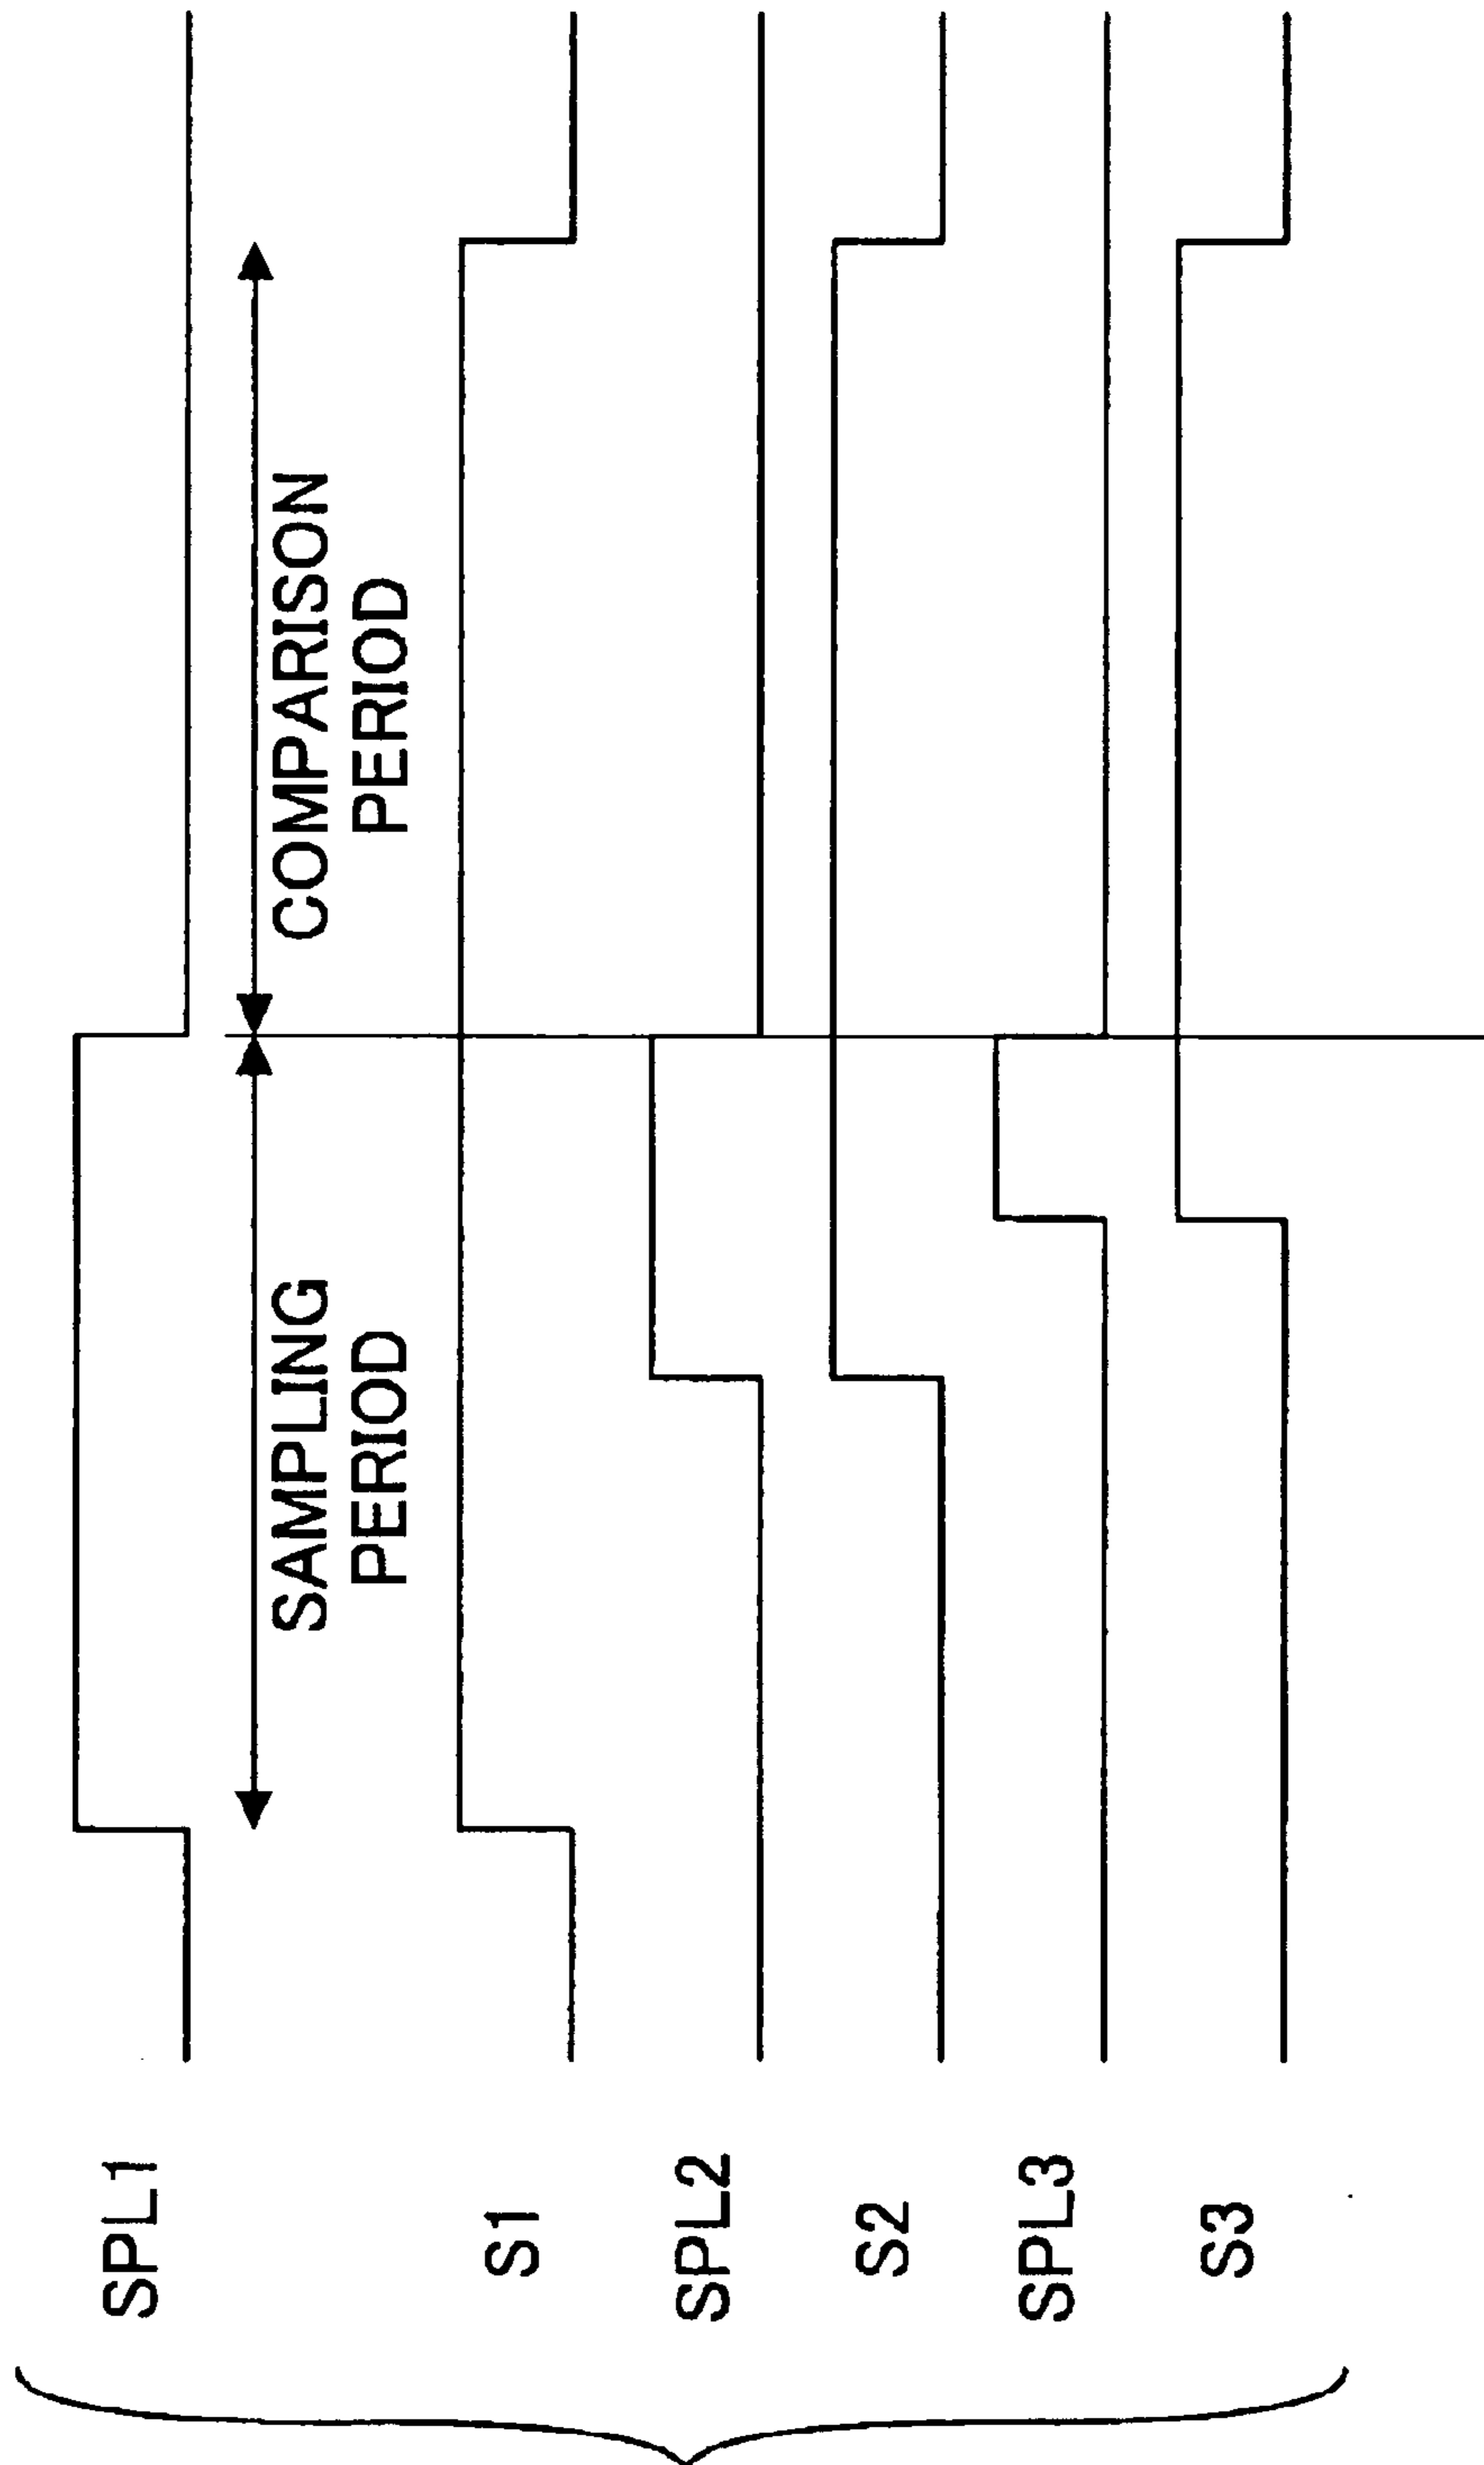 SPL1
SAMPLING
PERIOD
COMPARISON
PERIOD
S1
SPL2
S2
SPL3
S3